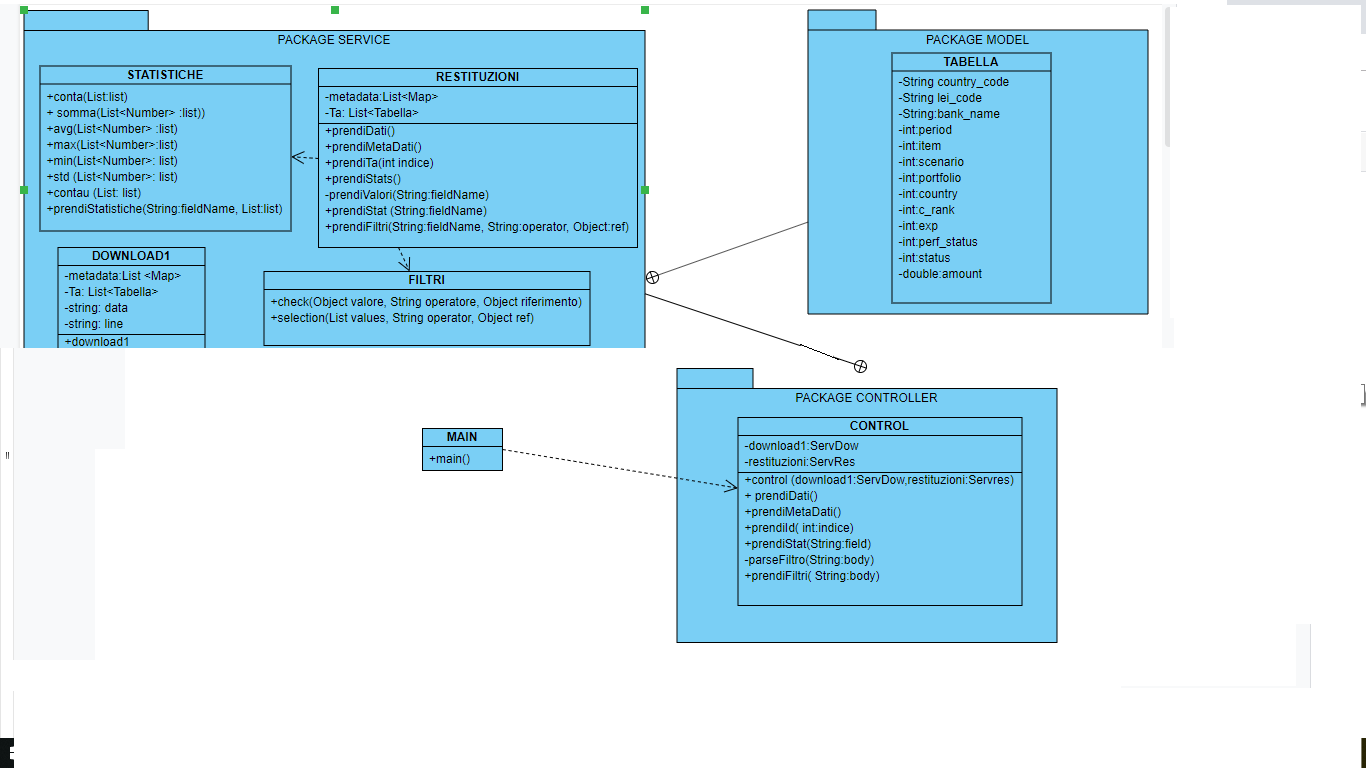 PACKAGE SERVICE
STATISTICHE
+conta(List:list)
+ somma(List<Number> :list))
+avg(List<Number> :list)
+max(List<Number>:list)
+min(List<Number>: list)
+std (List<Number>: list)
+contau (List: list)
+prendiStatistiche(String:fieldName, List:list)
RESTITUZIONI
-metadata:List<Map>
-Ta: List<Tabella>
+prendiDati()
+prendiMetaDati()
+prendiTa(int indice)
+prendiStats()
-prendiValori(String:fieldName)
+prendiStat (String:fieldName)
+prendiFiltri(String:fieldName, String:operator, Object:ref)
DOWNLOAD1
-metadata:List <Map>
-Ta: List<Tabella>
-string: data
-string: line
+download1
FILTRI
+check(Object valore, String operatore, Object riferimento)
+selection(List values, String operator, Object ref)
PACKAGE MODEL
TABELLA
-String country_code
-String lei_code
-String:bank_name
-int:period
-int:item
-int:scenario
-int:portfolio
-int:country
-int:c_rank
-int:exp
-int:perf_status
-int:status
-double:amount
MAIN
+main()
PACKAGE CONTROLLER
CONTROL
-download1:ServDow
-restituzioni:ServRes
+control (download1:ServDow,restituzioni:Servres)
+ prendiDati()
+prendiMetaDati()
+prendiId( int:indice)
+prendiStat(String:field)
-parseFiltro(String:body)
+prendiFiltri( String:body)
"